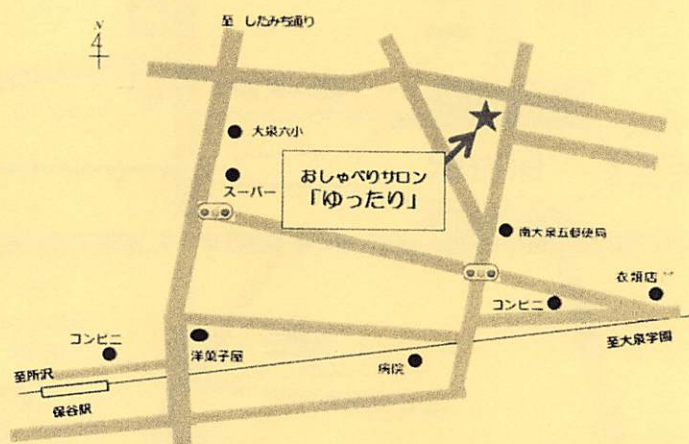 至 したみち通り
N
大泉六小
スーパー
おしゃべりサロン
「ゆったり」
南大泉五郵便局
衣類店
コンビニ
コンビニ
洋菓子屋
病院
至大泉学園
至所沢
保谷駅